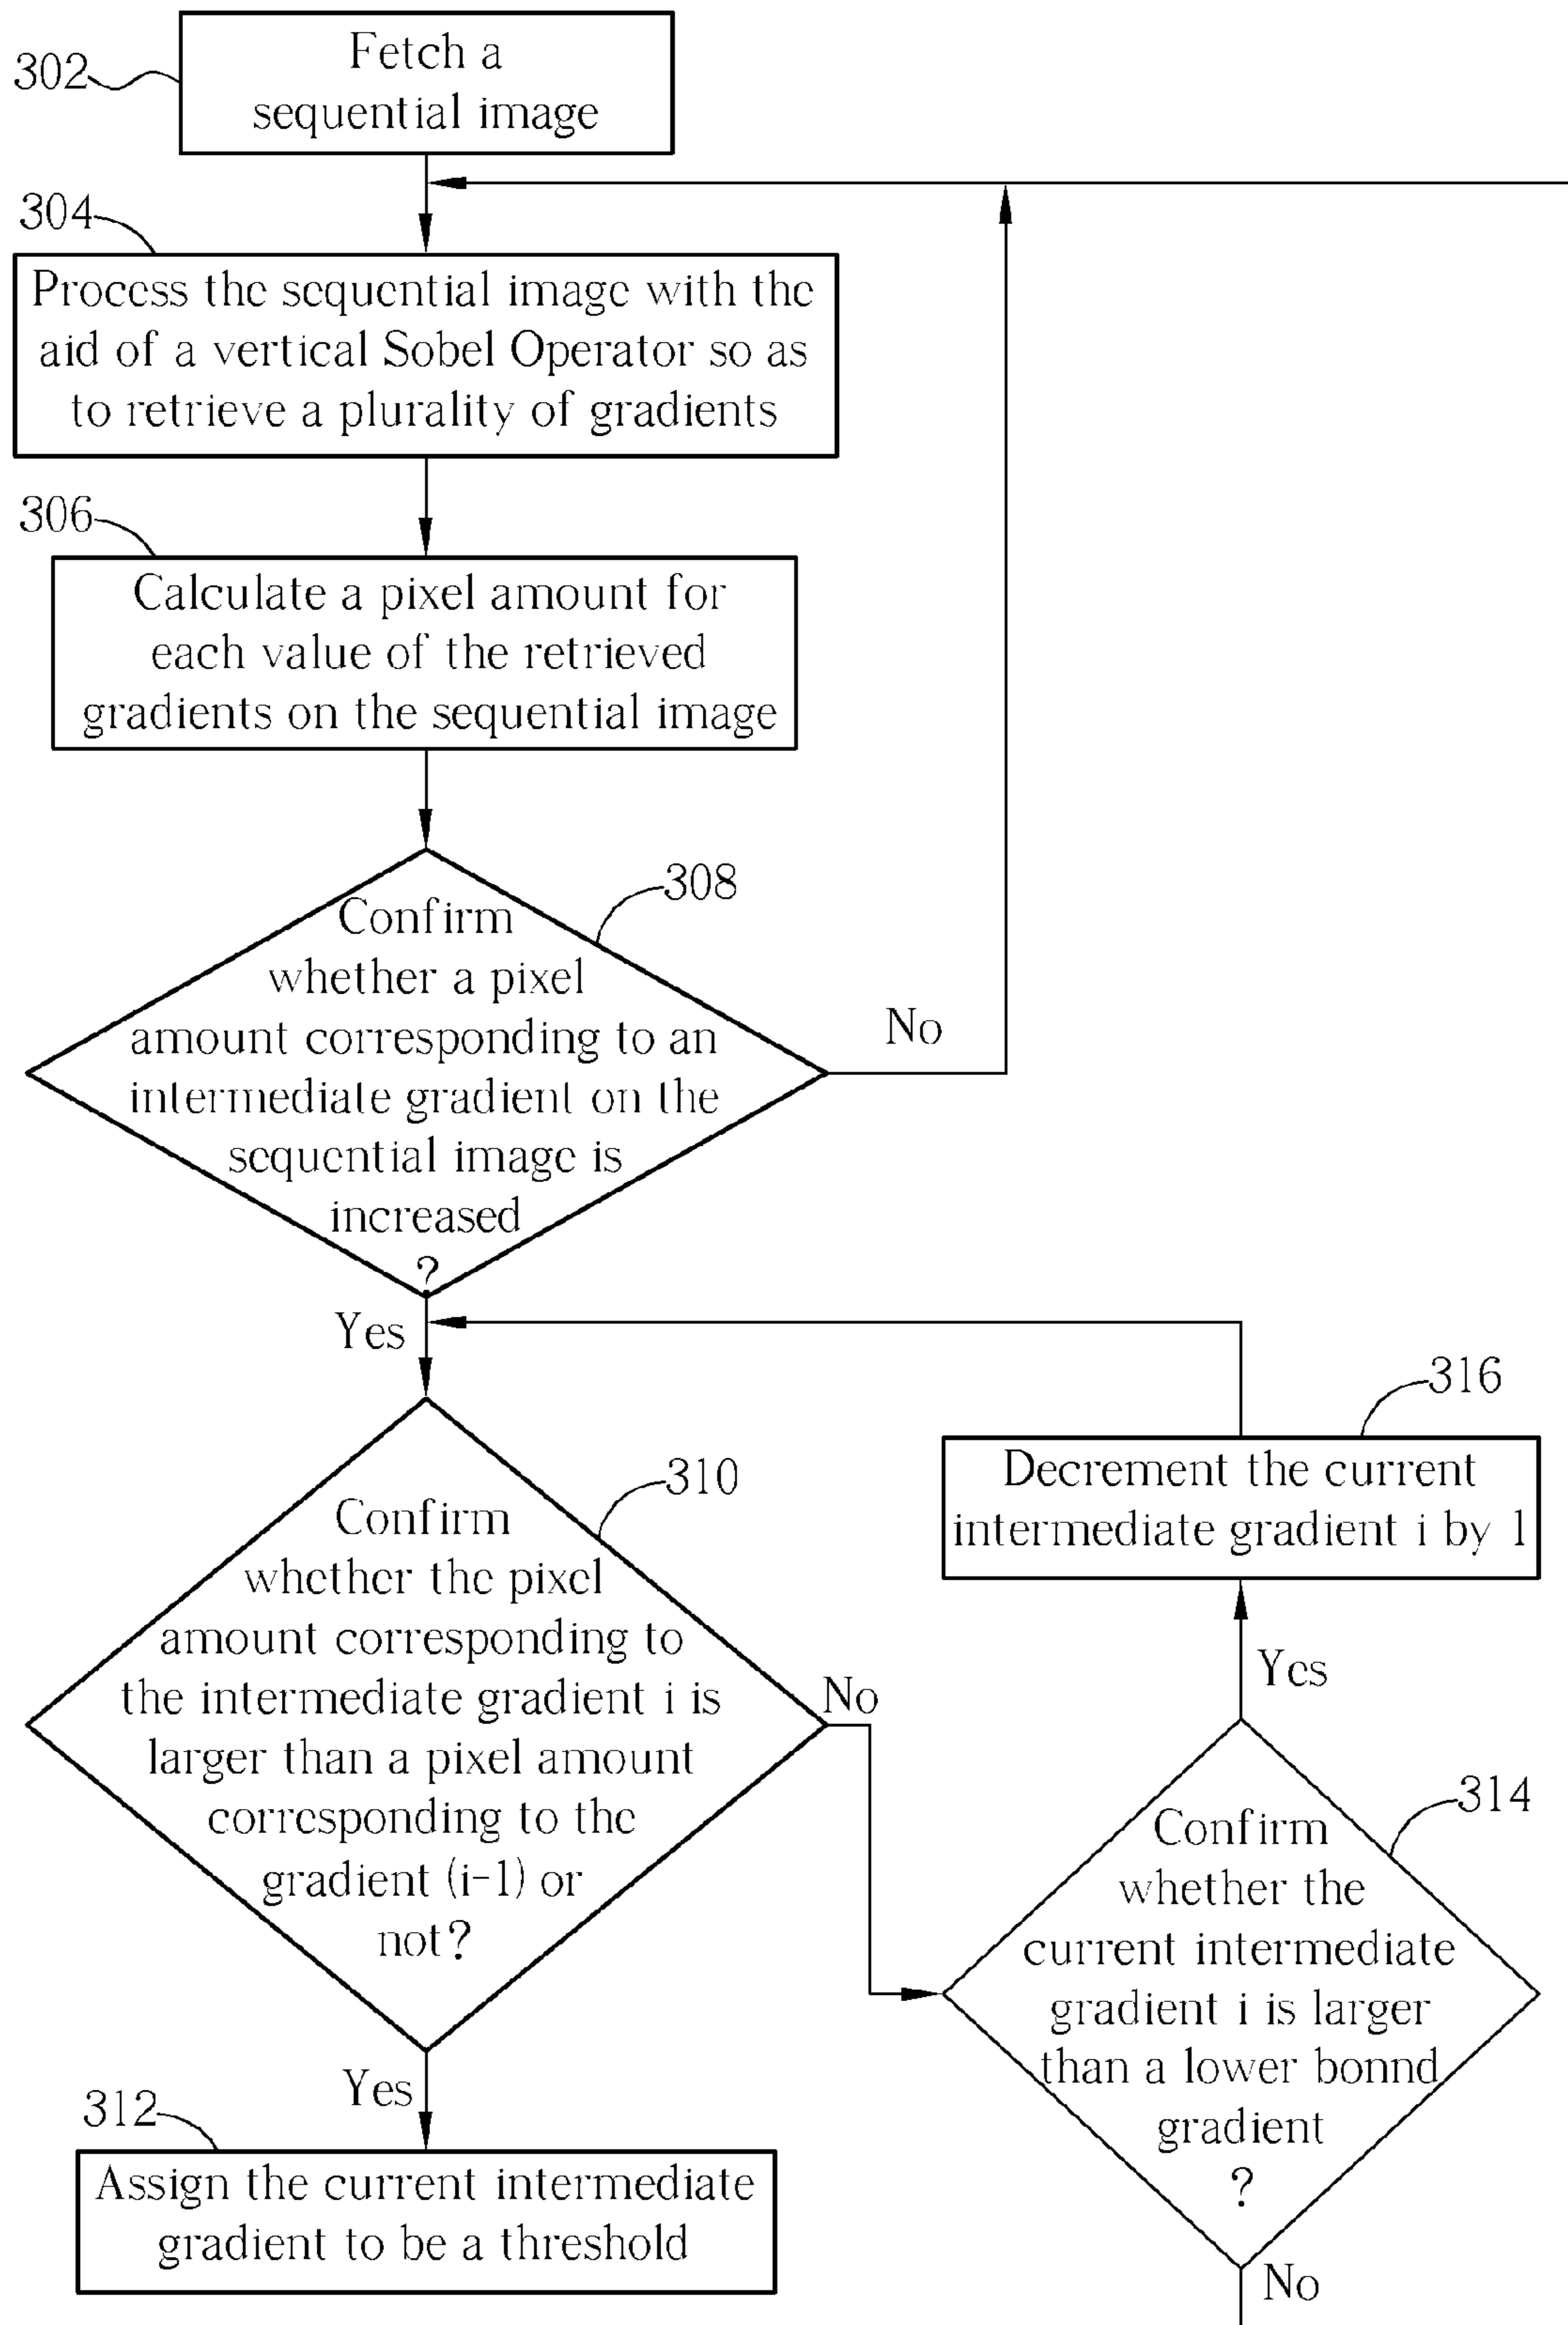 302
Fetch a
sequential image
304
Process the sequential image with the
aid of a vertical Sobel Operator so as
to retrieve a plurality of gradients
306
Calculate a pixel amount for
each value of the retrieved
gradients on the sequential image
308
Confirm
whether a pixel
amount corresponding to an
intermediate gradient on the
sequential image is
increased
?
No
Yes
316
Decrement the current
intermediate gradient i by 1
310
Confirm
whether the pixel
amount corresponding to
the intermediate gradient i is
larger than a pixel amount
corresponding to the
gradient (i-1) or
not?
No
Yes
314
Confirm
whether the
current intermediate
gradient i is larger
than a lower bonnd
gradient
?
No
Yes
312
Assign the current intermediate
gradient to be a threshold